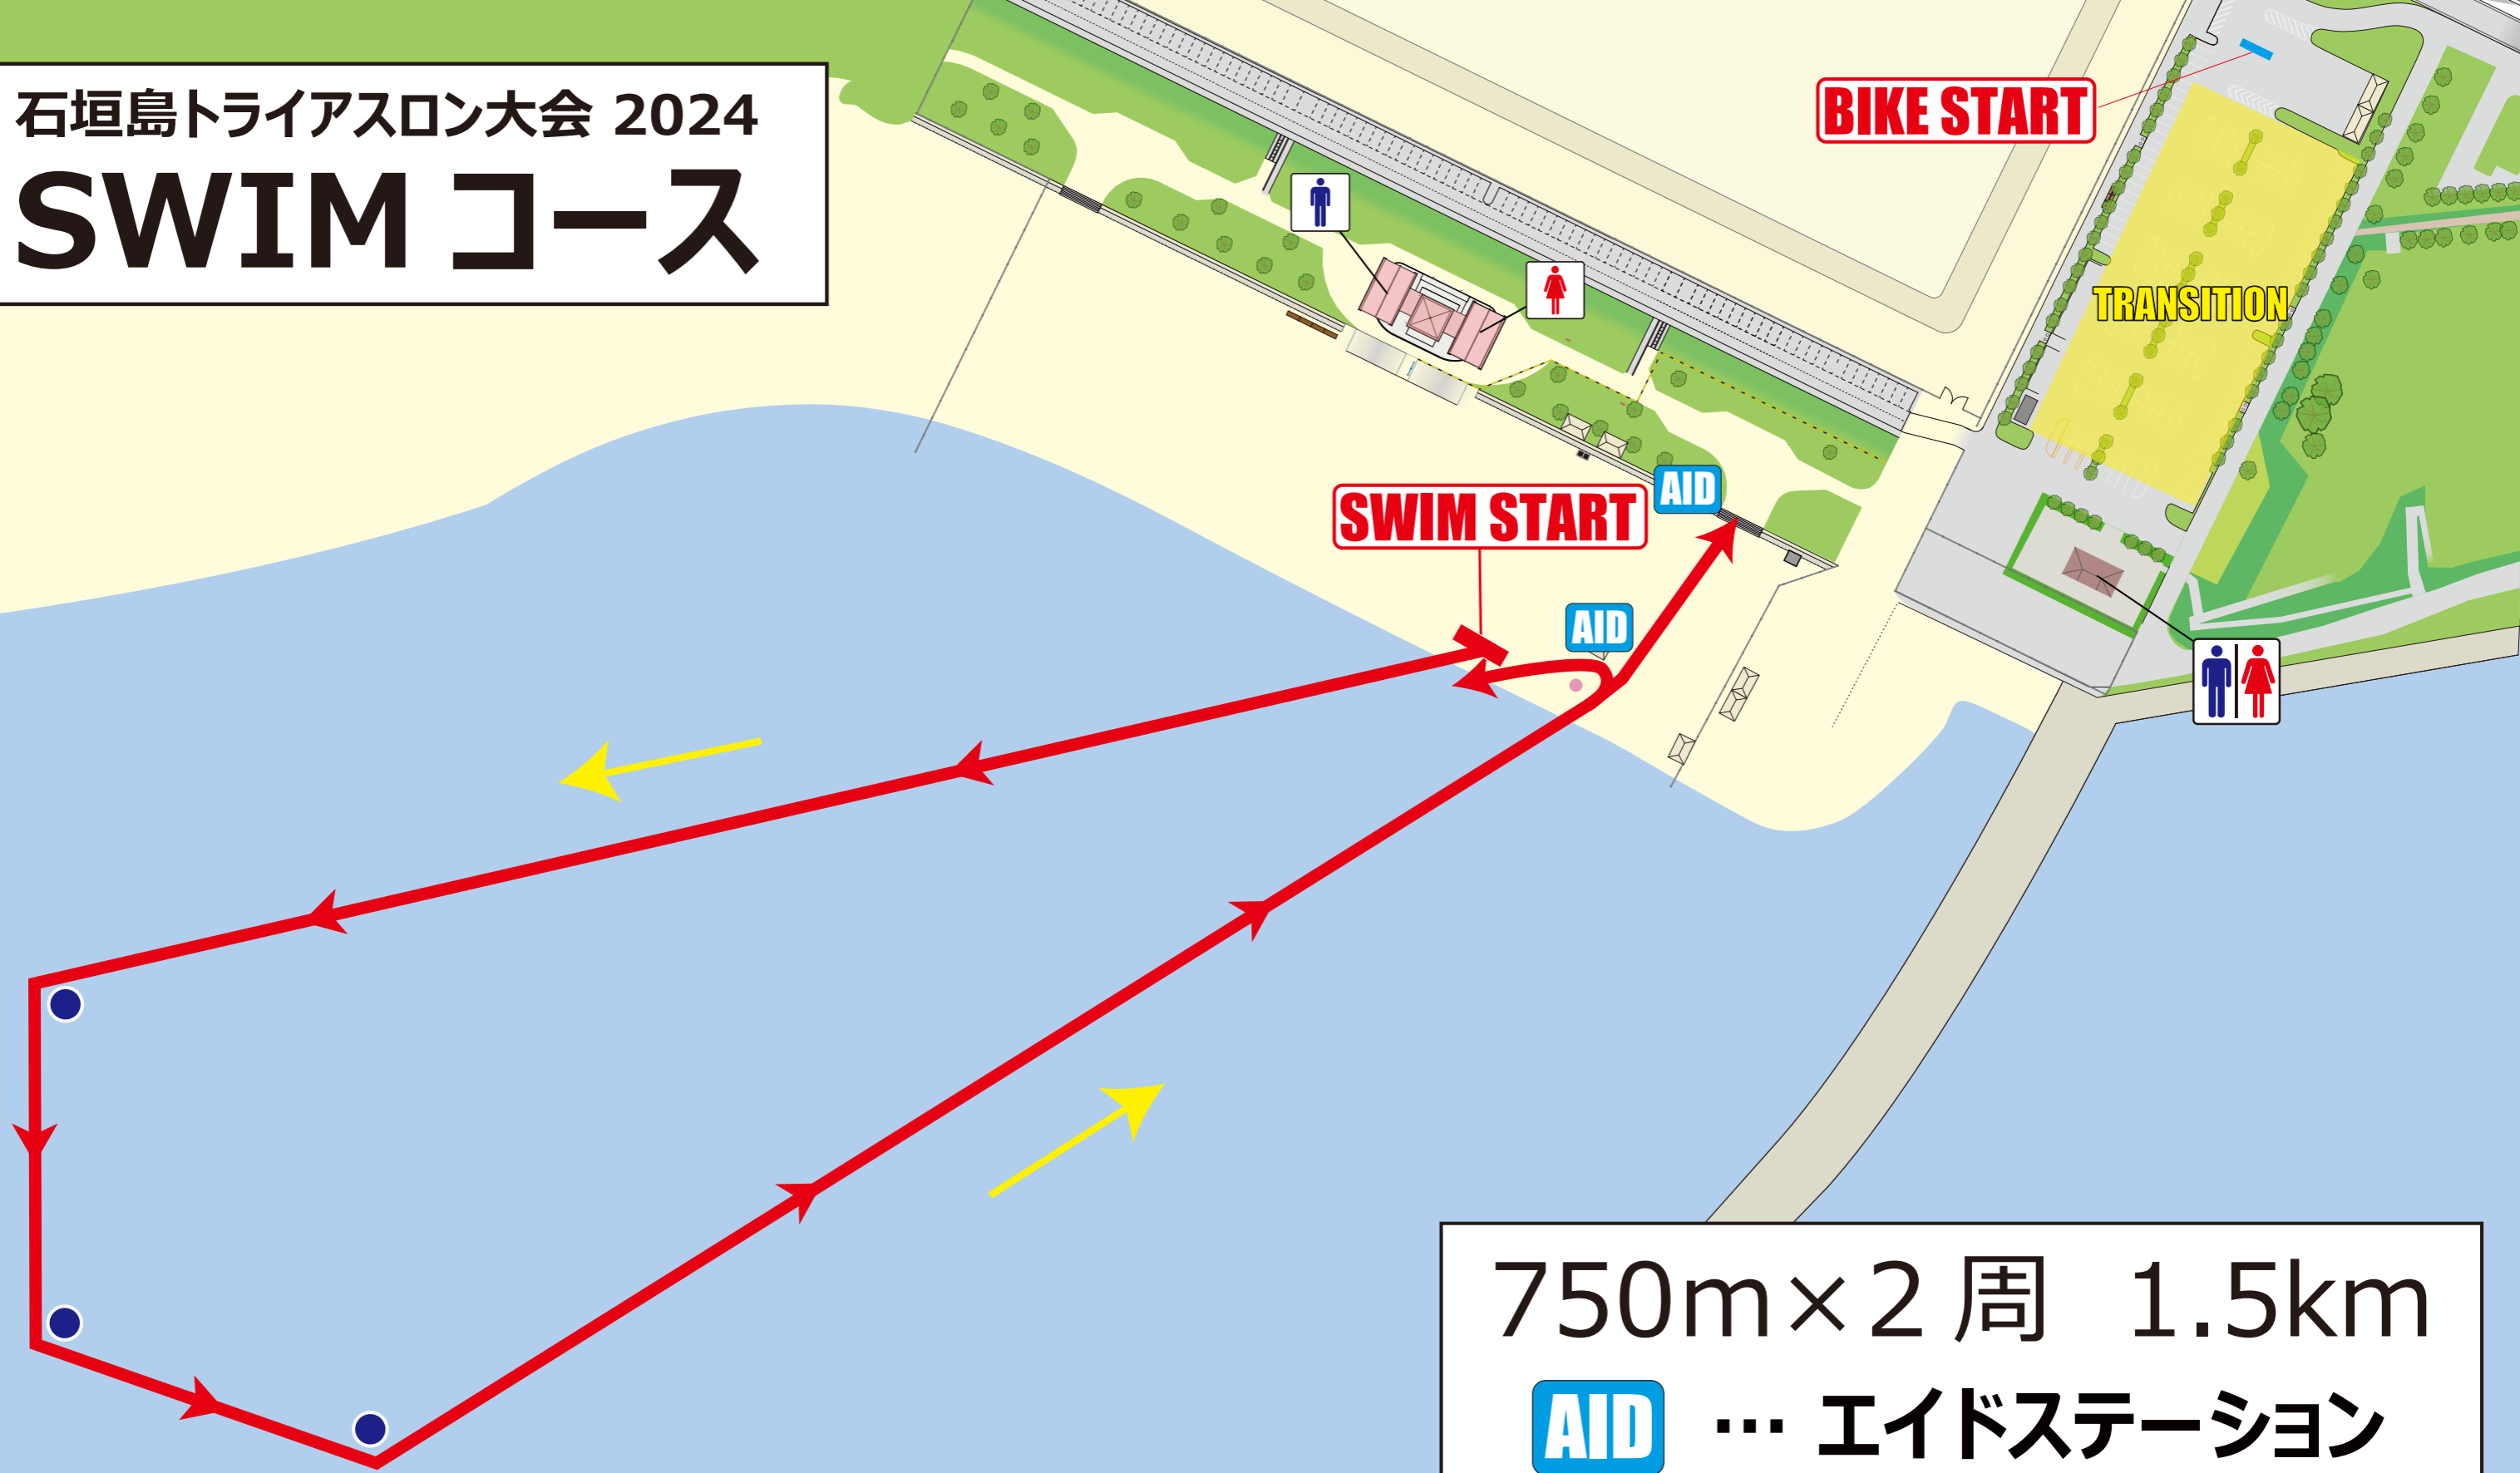 石垣島トライアスロン大会 2024
SWIM コース
BIKE START
TRANSITION
AID
SWIM START
AID
750m×2 周 1.5km
AID … エイドステーション